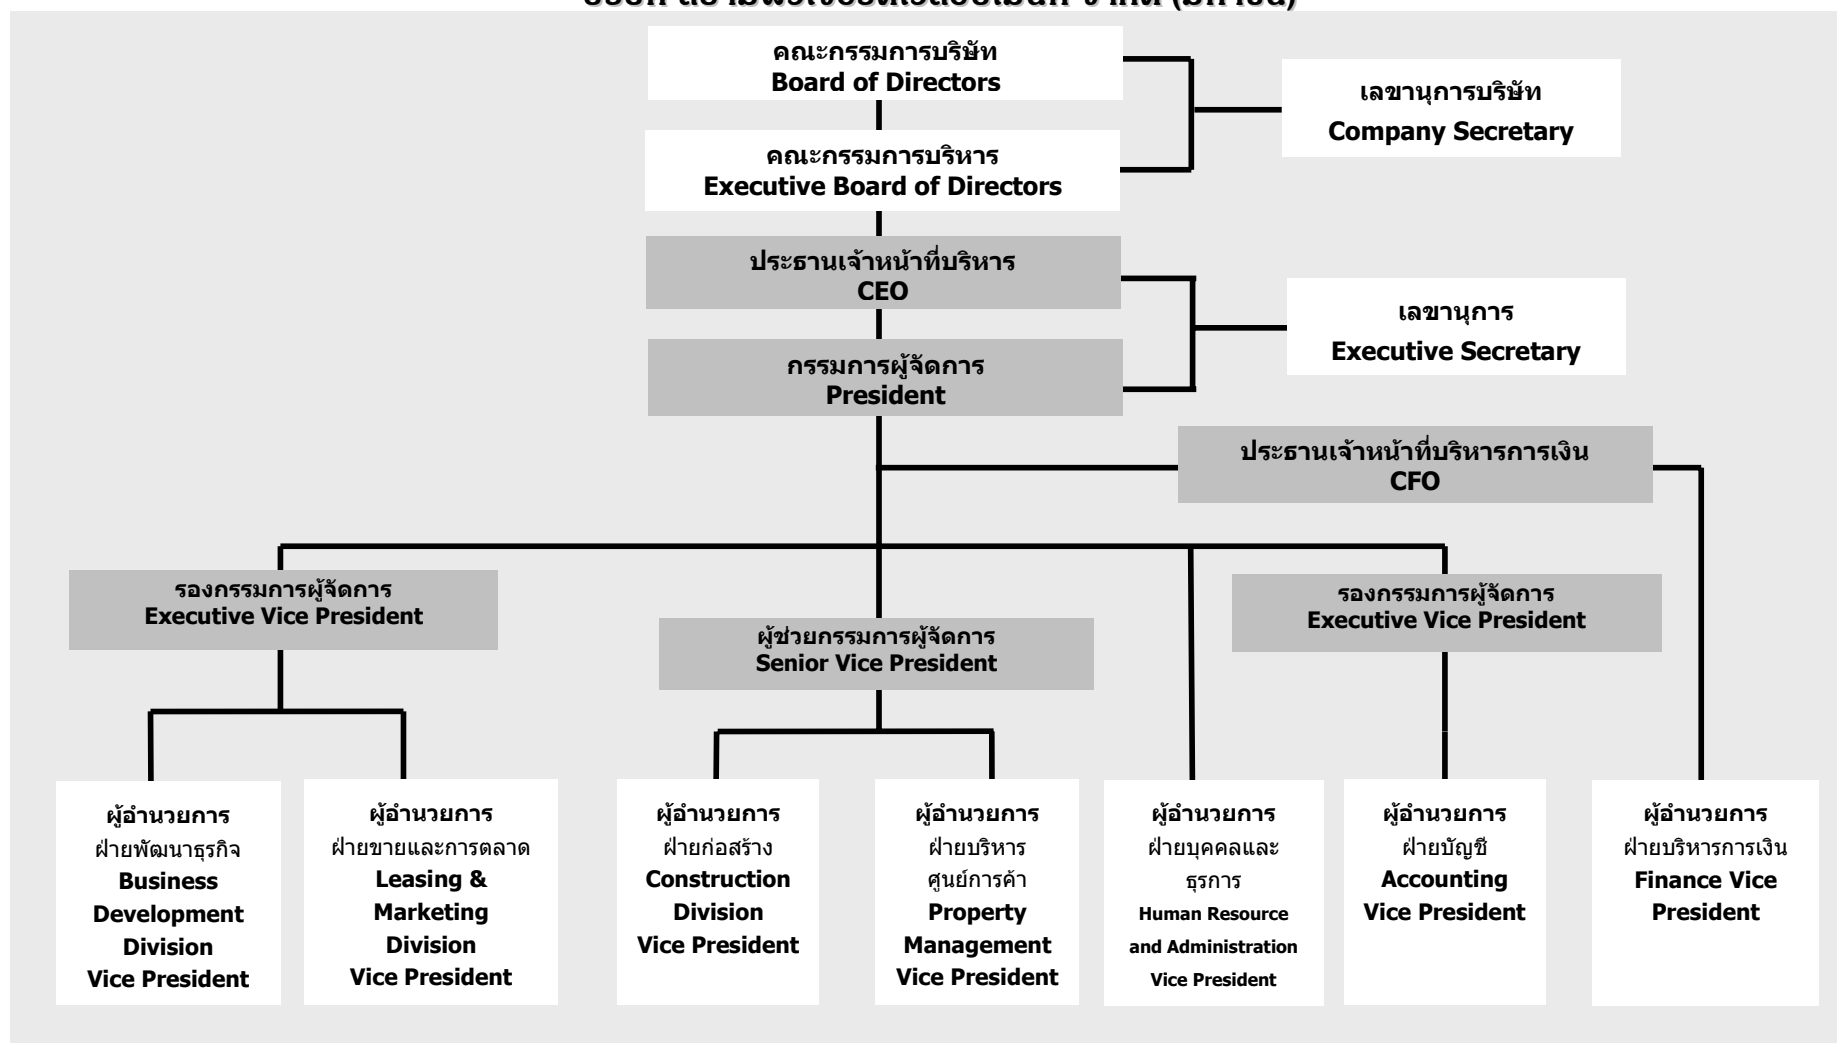 จำกัด (มหาชน)
คณะกรรมการบริษัท
Board of Directors
เลขานุการบริษัท
Company Secretary
คณะกรรมการบริหาร
Executive Board of Directors
ประธานเจ้าหน้าที่บริหาร
CEO
เลขานุการ
Executive Secretary
กรรมการผู้จัดการ
President
ประธานเจ้าหน้าที่บริหารการเงิน
CFO
รองกรรมการผู้จัดการ
Executive Vice President
ผู้ช่วยกรรมการผู้จัดการ
Senior Vice President
รองกรรมการผู้จัดการ
Executive Vice President
ผู้อำนวยการ
ฝ่ายพัฒนาธุรกิจ
Business
Development
Division
Vice President
ผู้อำนวยการ
ฝ่ายขายและการตลาด
Leasing &
Marketing
Division
Vice President
ผู้อำนวยการ
ฝ่ายก่อสร้าง
Construction
Division
Vice President
ผู้อำนวยการ
ฝ่ายบริหาร
ศูนย์การค้า
Property
Management
Vice President
ผู้อำนวยการ
ฝ่ายบุคคลและ
ธุรการ
Human Resource
and Administration
Vice President
ผู้อำนวยการ
ฝ่ายบัญชี
Accounting
Vice President
ผู้อำนวยการ
ฝ่ายบริหารการเงิน
Finance Vice
President